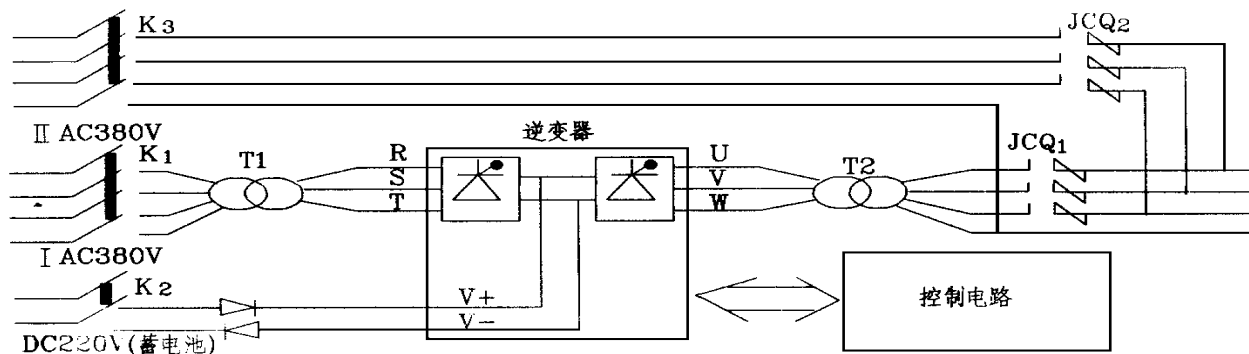 K3
JCQ2
II AC380V
逆变器
K1
T1
R
S
T
U
V
W
T2
JCQ1
I AC380V
K2
V+
V-
控制电路
DC220V(蓄电池)